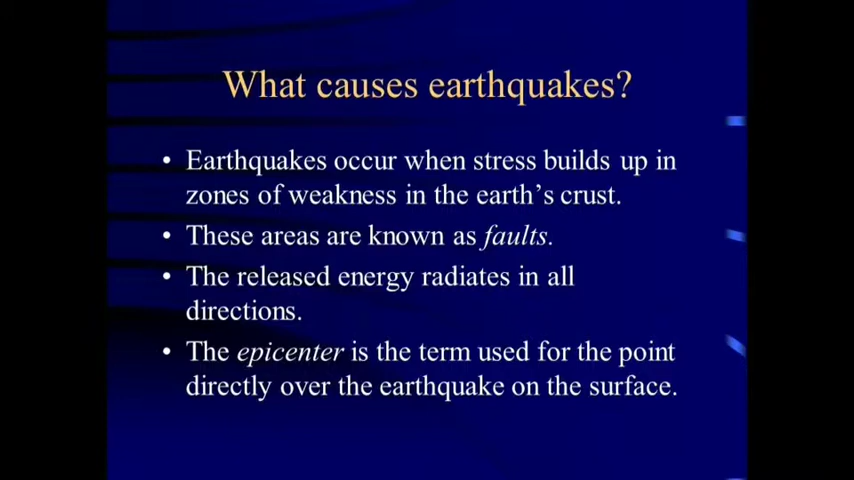 What causes earthquakes?
• Earthquakes occur when stress builds up in
zones of weakness in the earth’s crust.
• These areas are known as faults.
• The released energy radiates in all
directions.
• The epicenter is the term used for the point
directly over the earthquake on the surface.